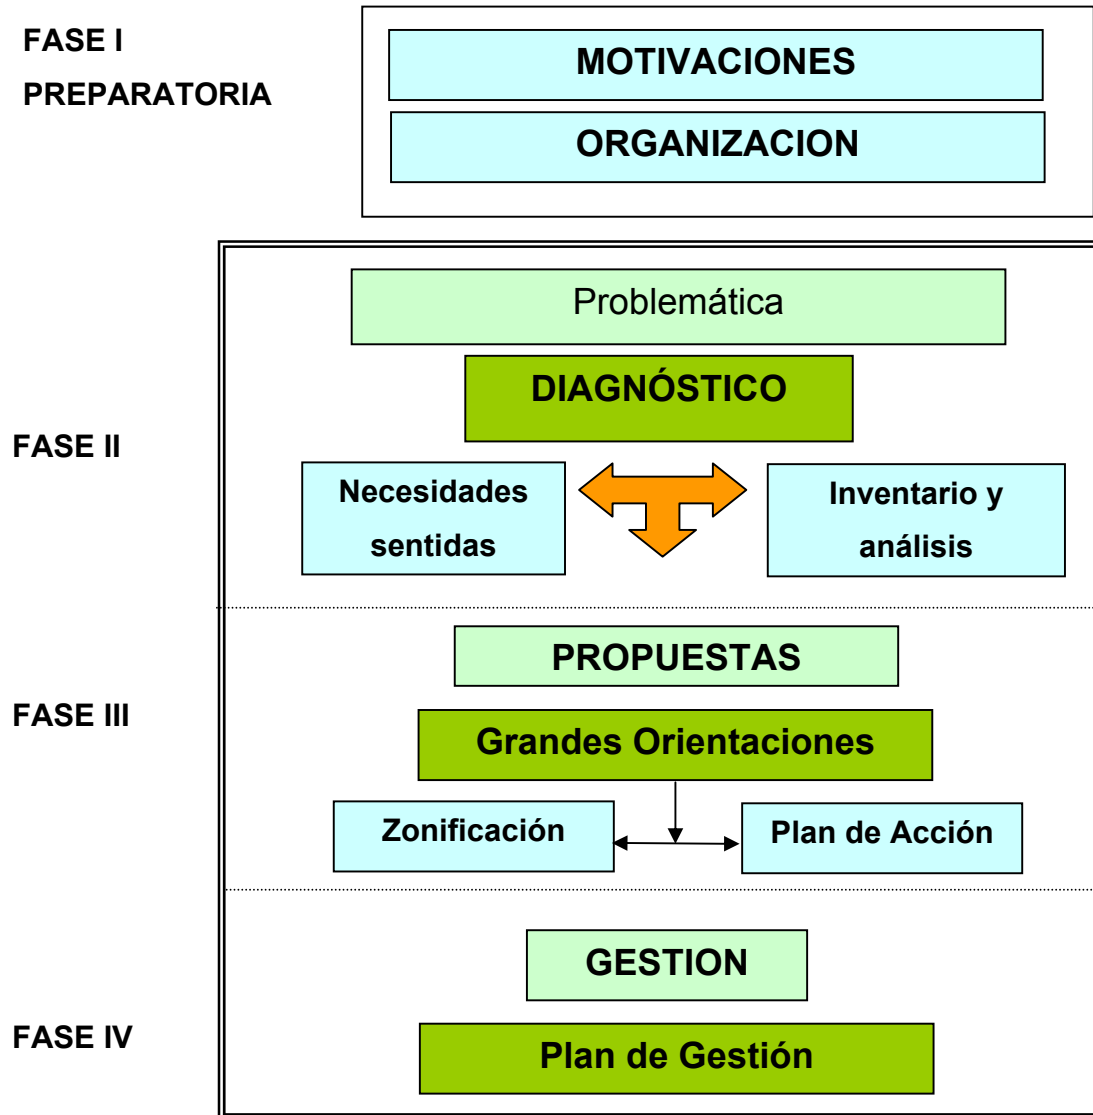 FASE I
PREPARATORIA
MOTIVACIONES
ORGANIZACION
Problemática
DIAGNÓSTICO
FASE II
Necesidades
sentidas
Inventario y
análisis
PROPUESTAS
FASE III
Grandes Orientaciones
Zonificación
Plan de Acción
GESTION
FASE IV
Plan de Gestión